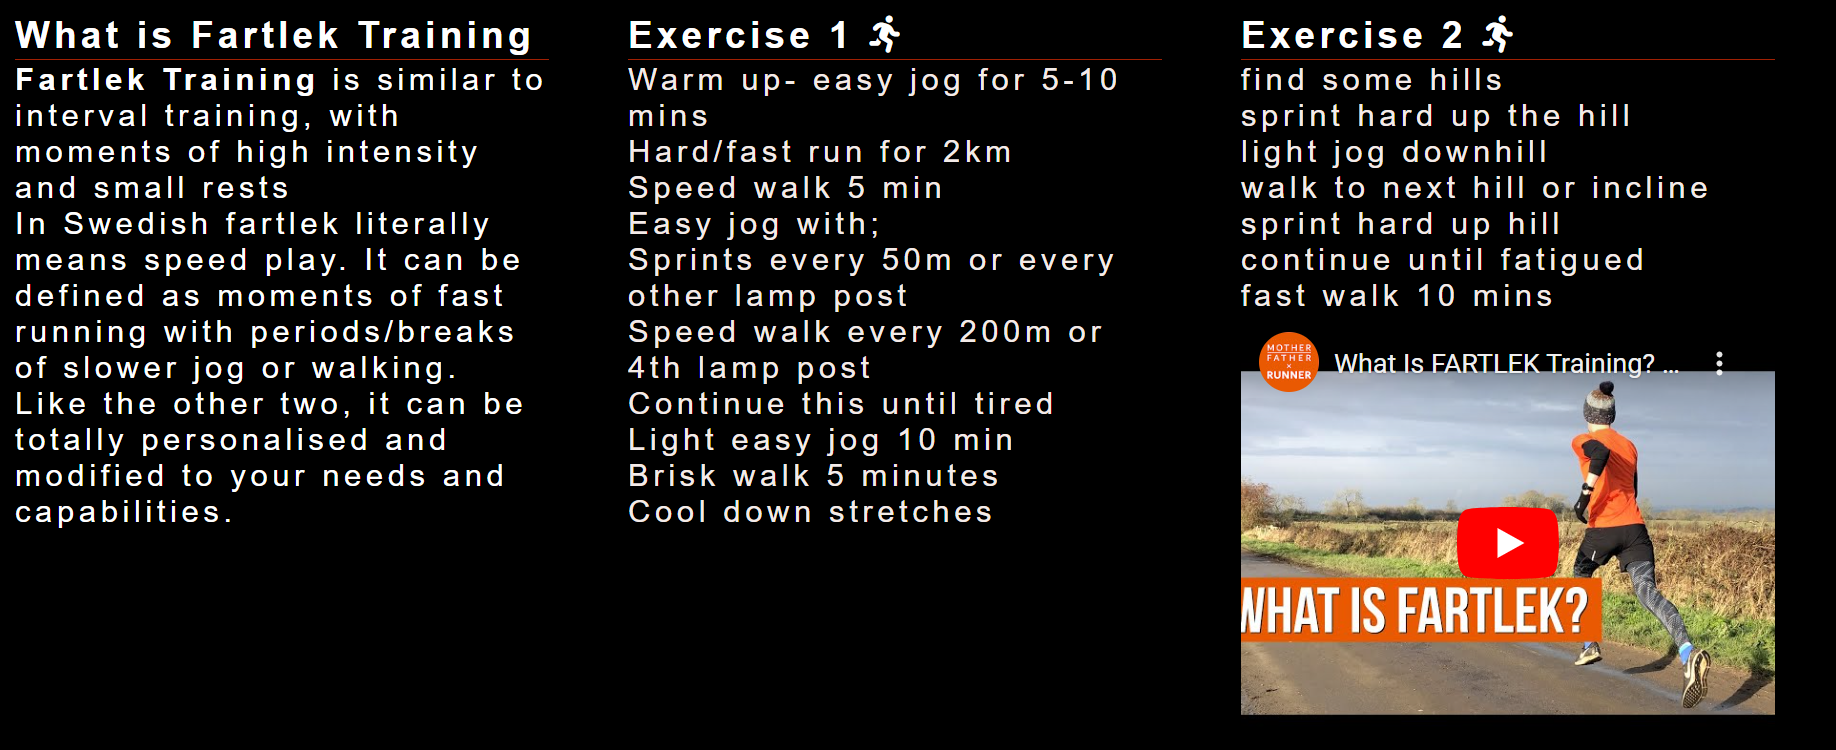 What is Fartlek Training
Fartlek Training is similar to
interval training, with
moments of high intensity
and small rests
In Swedish fartlek literally
means speed play. It can be
defined as moments of fast
running with periods/breaks
of slower jog or walking.
Like the other two, it can be
totally personalised and
modified to your needs and
capabilities.
Exercise 1
Warm up- easy jog for 5-10
mins
Hard/fast run for 2km
Speed walk 5 min
Easy jog with;
Sprints every 50m or every
other lamp post
Speed walk every 200m or
4th lamp post
Continue this until tired
Light easy jog 10 min
Brisk walk 5 minutes
Cool down stretches
Exercise 2
find some hills
sprint hard up the hill
light jog downhill
walk to next hill or incline
sprint hard up hill
continue until fatigued
fast walk 10 mins
MOTHER
FATHER
×
RUNNER
What Is FARTLEK Training? ...
WHAT IS FARTLEK?